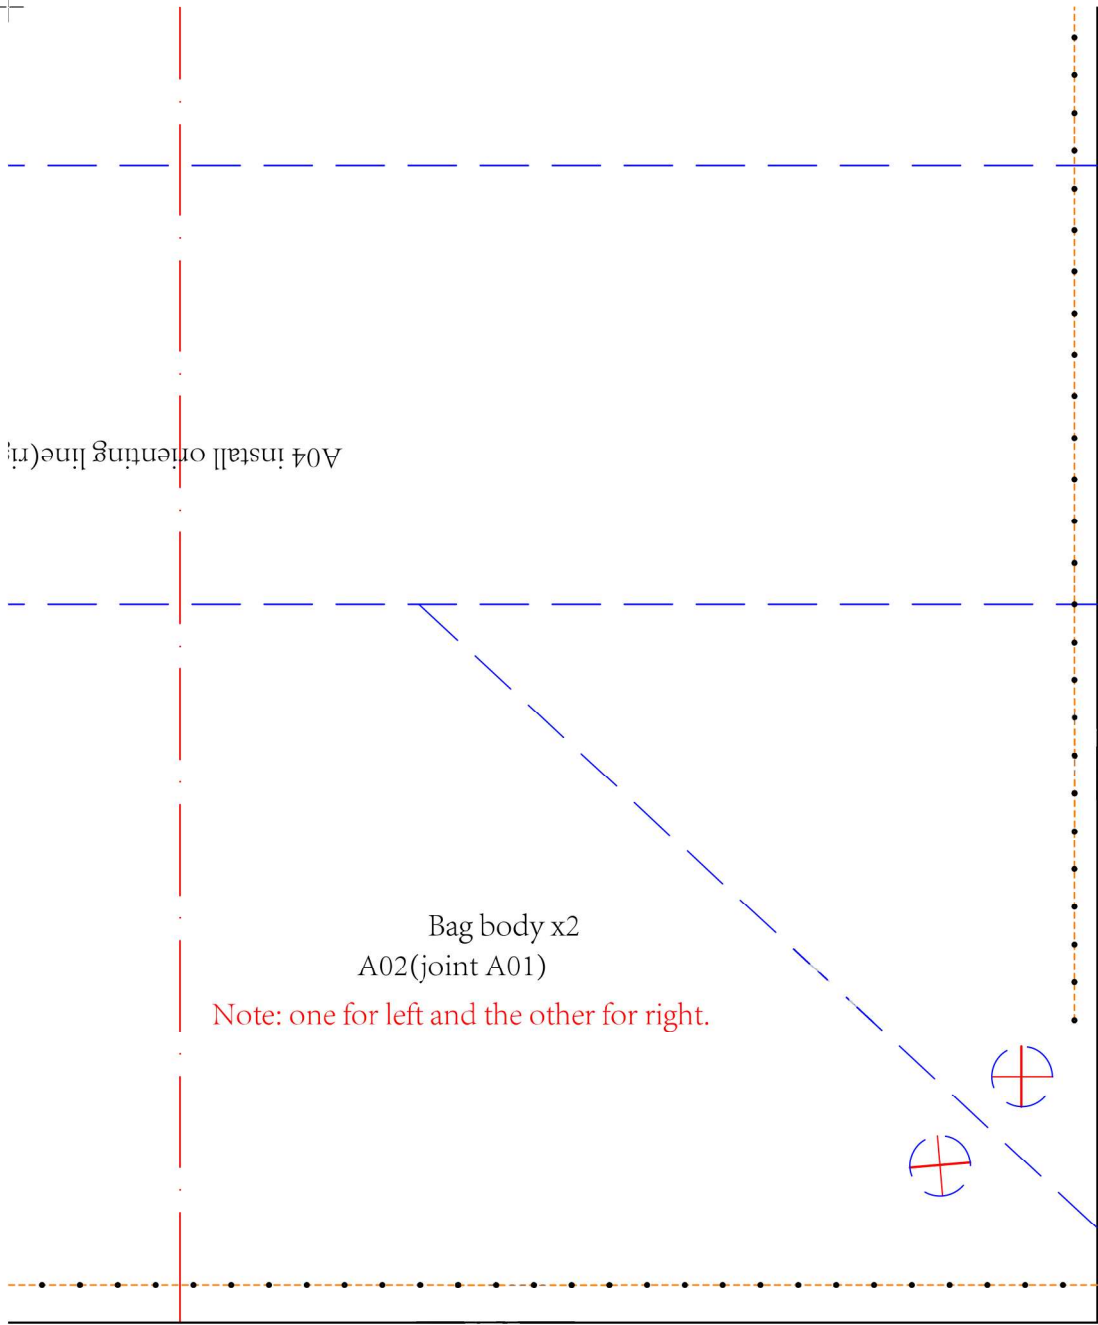 A04 install orienting line(ri
Bag body x2
A02(joint A01)
Note: one for left and the other for right.